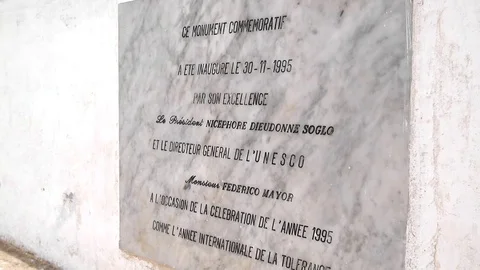 CE MONUMENT COMMEMORATIF
A ETE INAUGURE LE 30-11-1995
PAR SON EXCELLENCE
Le Président NICEPHORE DIEUDONNE SOGLO
ET LE DIRECTEUR GENERAL DE L'UNESCO
Monsieur FEDERICO MAYOR
A L'OCCASION DE LA CELEBRATION DE L'ANNEE 1995
COMME L'ANNEE INTERNATIONALE DE LA TOLERANCE